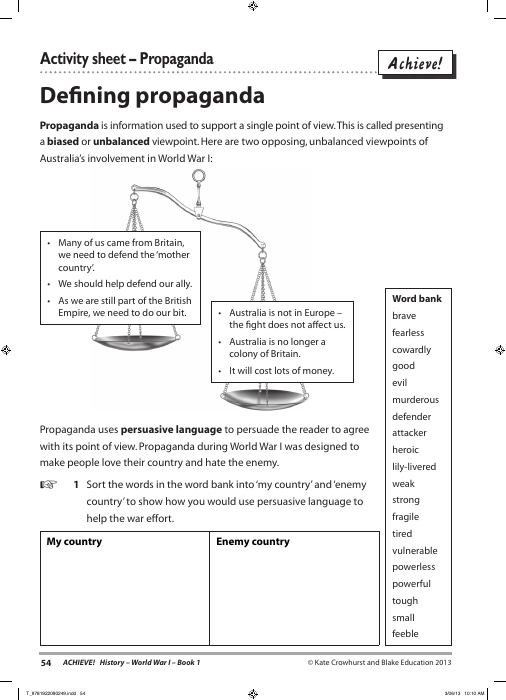 Activity sheet – Propaganda
Achieve!
Defining propaganda
Propaganda is information used to support a single point of view. This is called presenting
a biased or unbalanced viewpoint. Here are two opposing, unbalanced viewpoints of
Australia's involvement in World War I:
• Many of us came from Britain,
we need to defend the 'mother
country'.
• We should help defend our ally.
• As we are still part of the British
Empire, we need to do our bit.
• Australia is not in Europe –
the fight does not affect us.
• Australia is no longer a
colony of Britain.
• It will cost lots of money.
Word bank
brave
fearless
cowardly
good
evil
murderous
defender
attacker
heroic
lily-livered
weak
strong
fragile
tired
vulnerable
powerless
powerful
tough
small
feeble
Propaganda uses persuasive language to persuade the reader to agree
with its point of view. Propaganda during World War I was designed to
make people love their country and hate the enemy.
1 Sort the words in the word bank into 'my country' and 'enemy
country' to show how you would use persuasive language to
help the war effort.
My country
Enemy country
54 ACHIEVE! History – World War I – Book 1
© Kate Crowhurst and Blake Education 2013
T_9781922090249.indd 54
3/06/13 10:10 AM